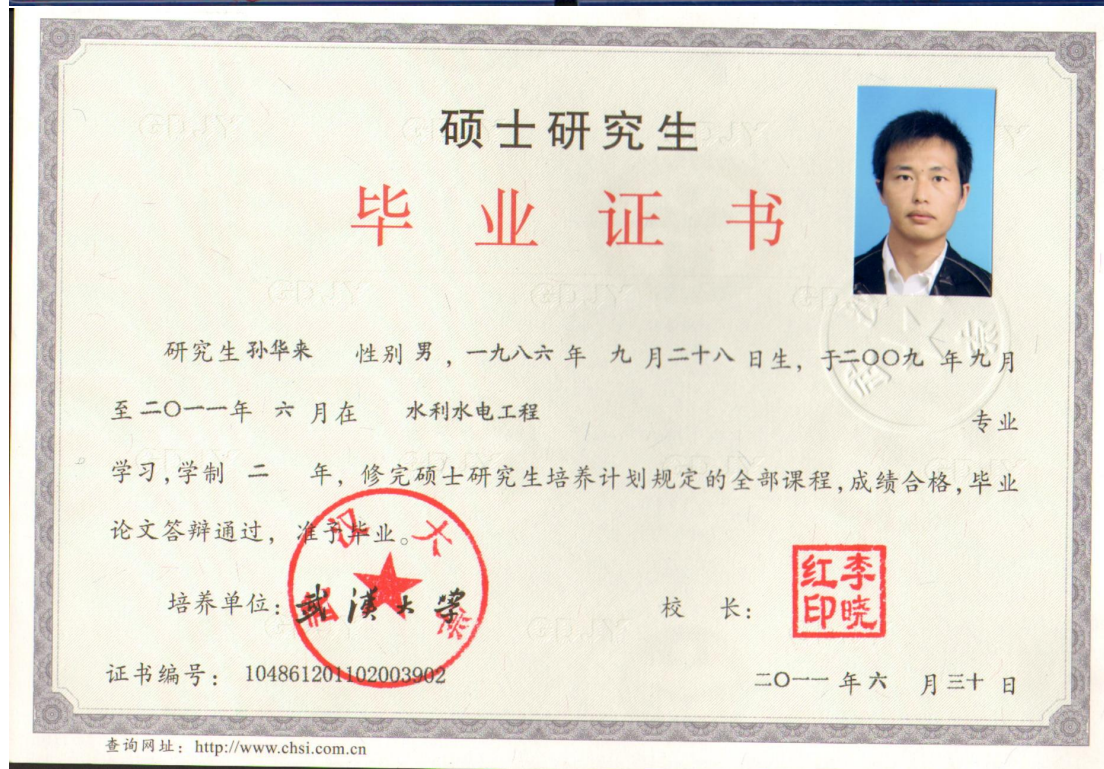 硕士研究生
毕业证书
研究生 孙华来 性别 男 ，一九八六 年 九 月 二十八 日生，于二〇〇九 年 九 月
至 二〇一一 年 六 月在 水利水电工程 专业
学习，学制 二 年，修完硕士研究生培养计划规定的全部课程，成绩合格，毕业
论文答辩通过，准予毕业。
武汉大学
培养单位：武漢大学
校 长：
李晓红印
证书编号：104861201102003902
二〇一一 年 六 月 三十 日
查询网址：http://www.chsi.com.cn